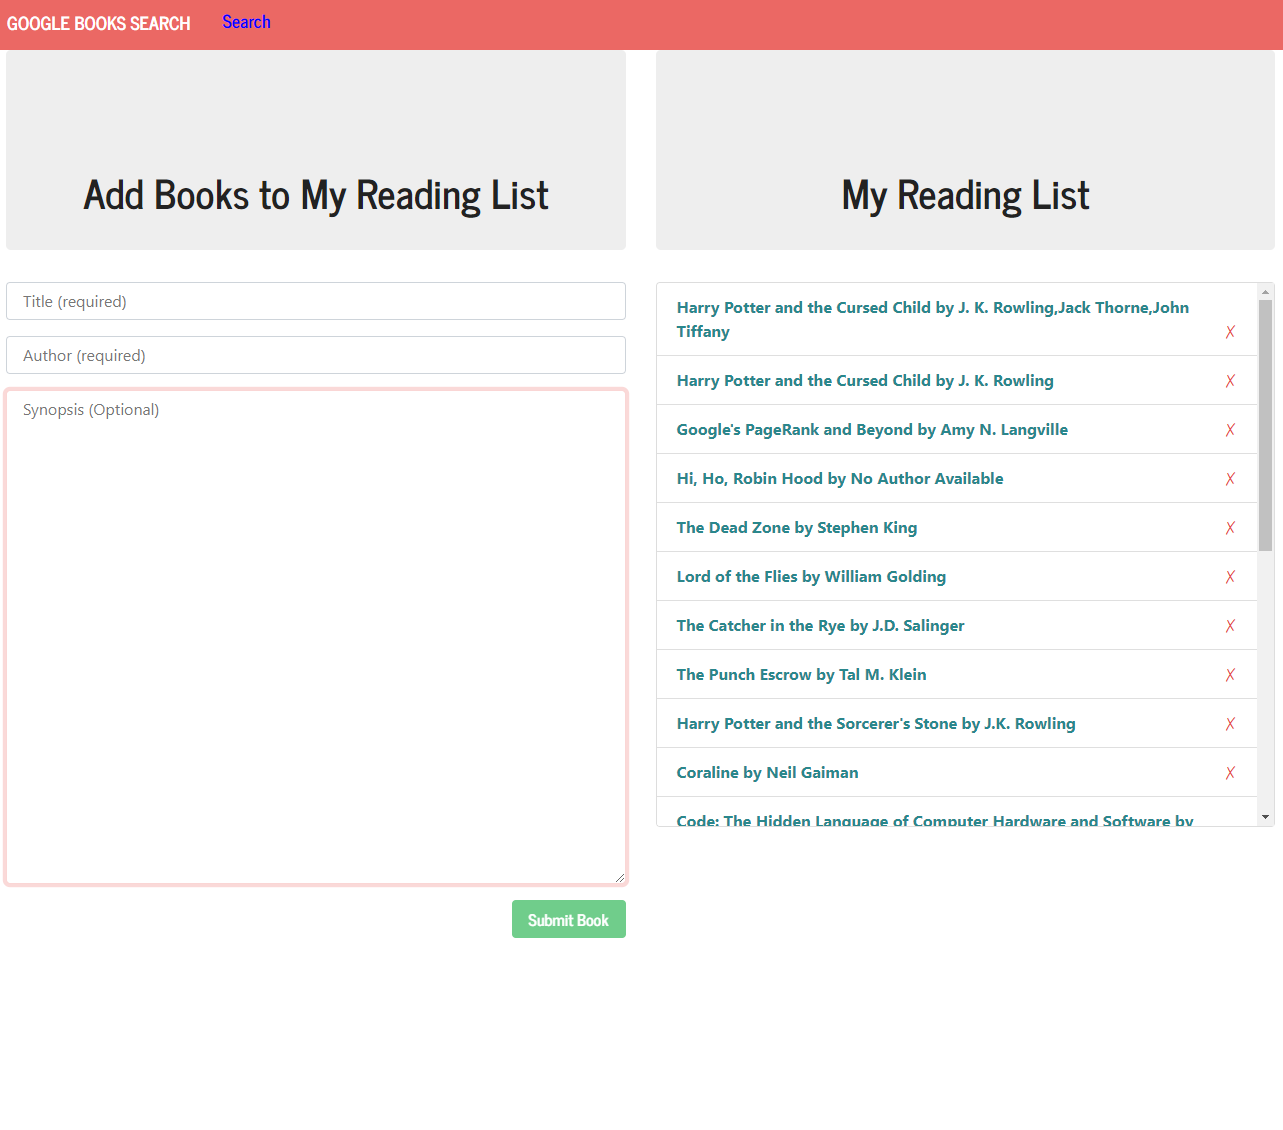 GOOGLE BOOKS SEARCH Search
Add Books to My Reading List
Title (required)
Author (required)
Synopsis (Optional)
Submit Book
My Reading List
Harry Potter and the Cursed Child by J. K. Rowling,Jack Thorne,John
Tiffany ✗
Harry Potter and the Cursed Child by J. K. Rowling ✗
Google's PageRank and Beyond by Amy N. Langville ✗
Hi, Ho, Robin Hood by No Author Available ✗
The Dead Zone by Stephen King ✗
Lord of the Flies by William Golding ✗
The Catcher in the Rye by J.D. Salinger ✗
The Punch Escrow by Tal M. Klein ✗
Harry Potter and the Sorcerer's Stone by J.K. Rowling ✗
Coraline by Neil Gaiman ✗
Code: The Hidden Language of Computer Hardware and Software by